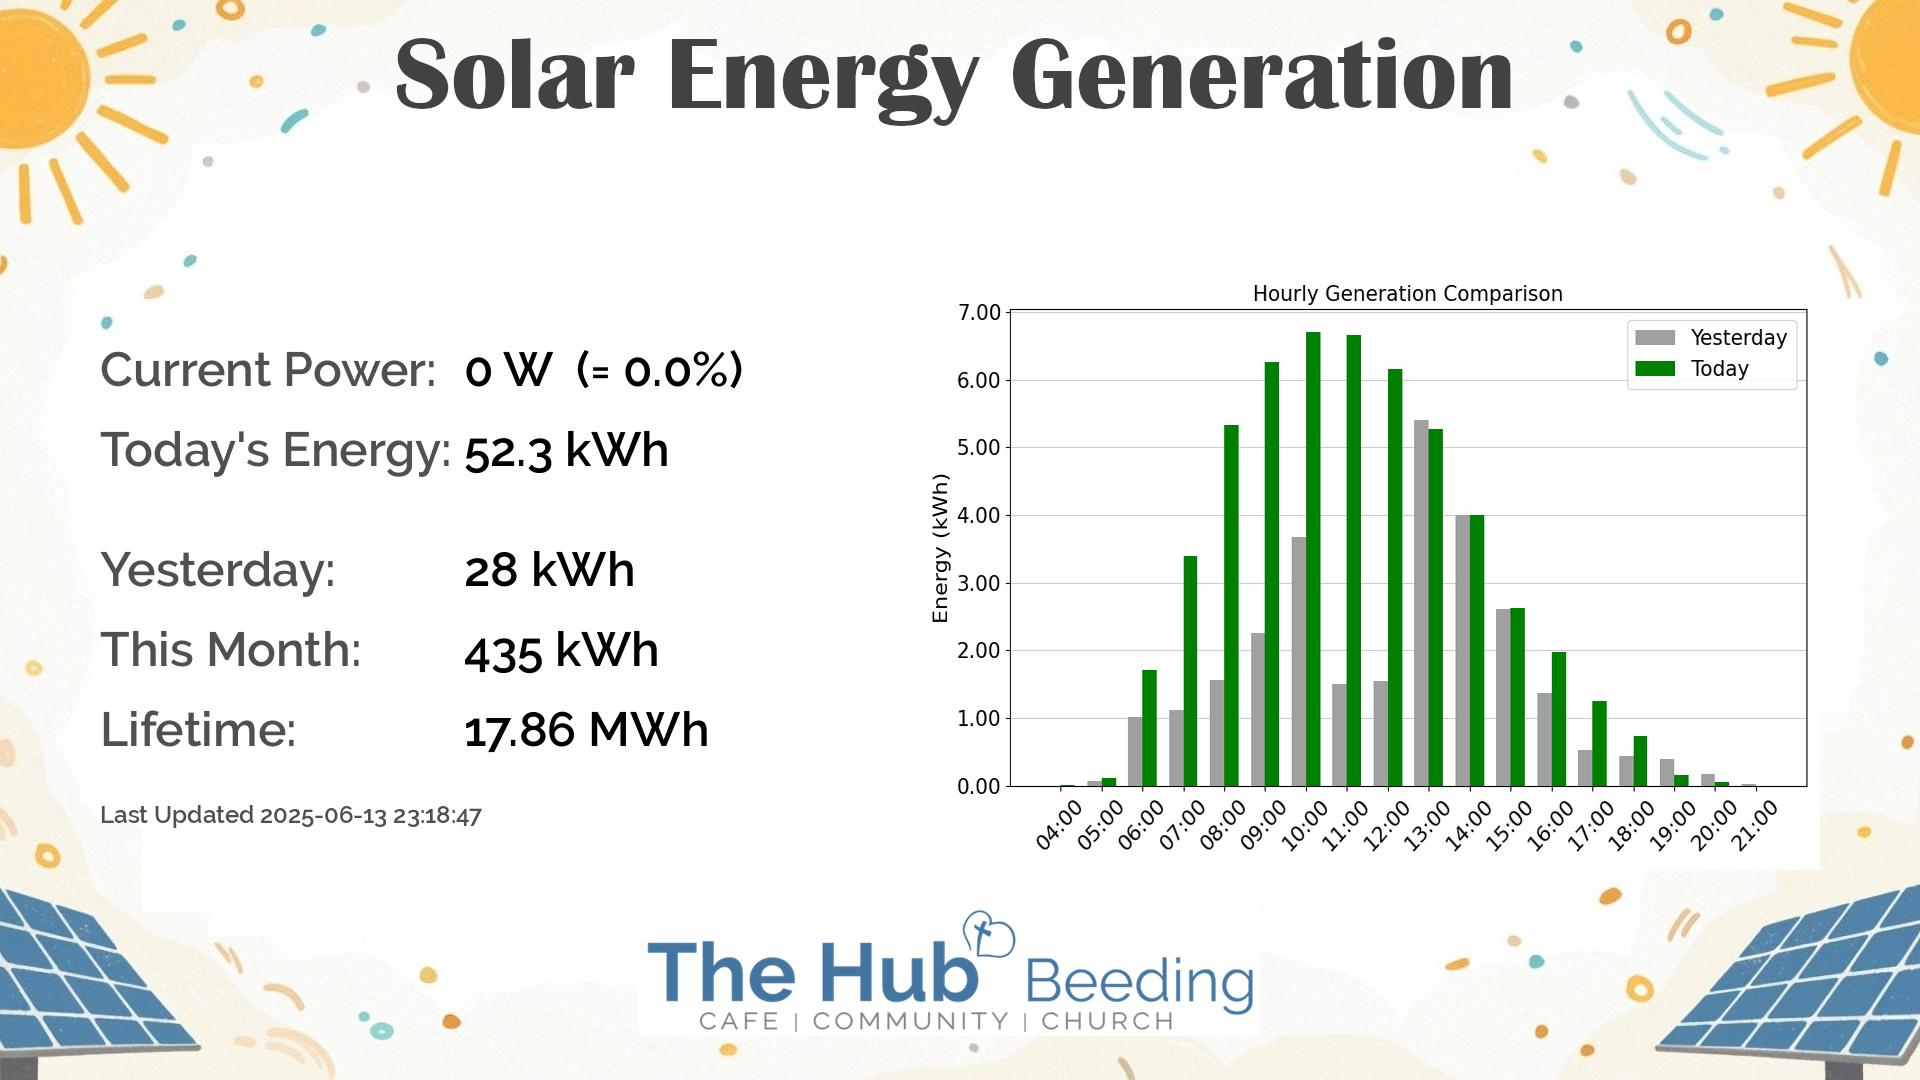 Solar Energy Generation
Current Power: 0 W (= 0.0%)
Today's Energy: 52.3 kWh
Yesterday: 28 kWh
This Month: 435 kWh
Lifetime: 17.86 MWh
Last Updated 2025-06-13 23:18:47
Hourly Generation Comparison
Yesterday
Today
Energy (kWh)
7.00
6.00
5.00
4.00
3.00
2.00
1.00
0.00
04:00 05:00 06:00 07:00 08:00 09:00 10:00 11:00 12:00 13:00 14:00 15:00 16:00 17:00 18:00 19:00 20:00 21:00
The Hub Beeding
CAFE | COMMUNITY | CHURCH